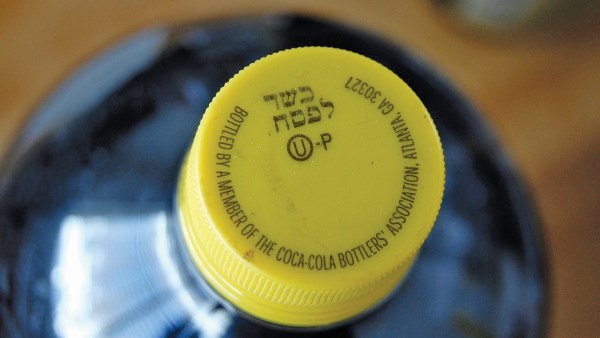 כשר
לפסח
Ⓤ-P
BOTTLED BY A MEMBER OF THE COCA-COLA BOTTLERS' ASSOCIATION, ATLANTA, GA 30327